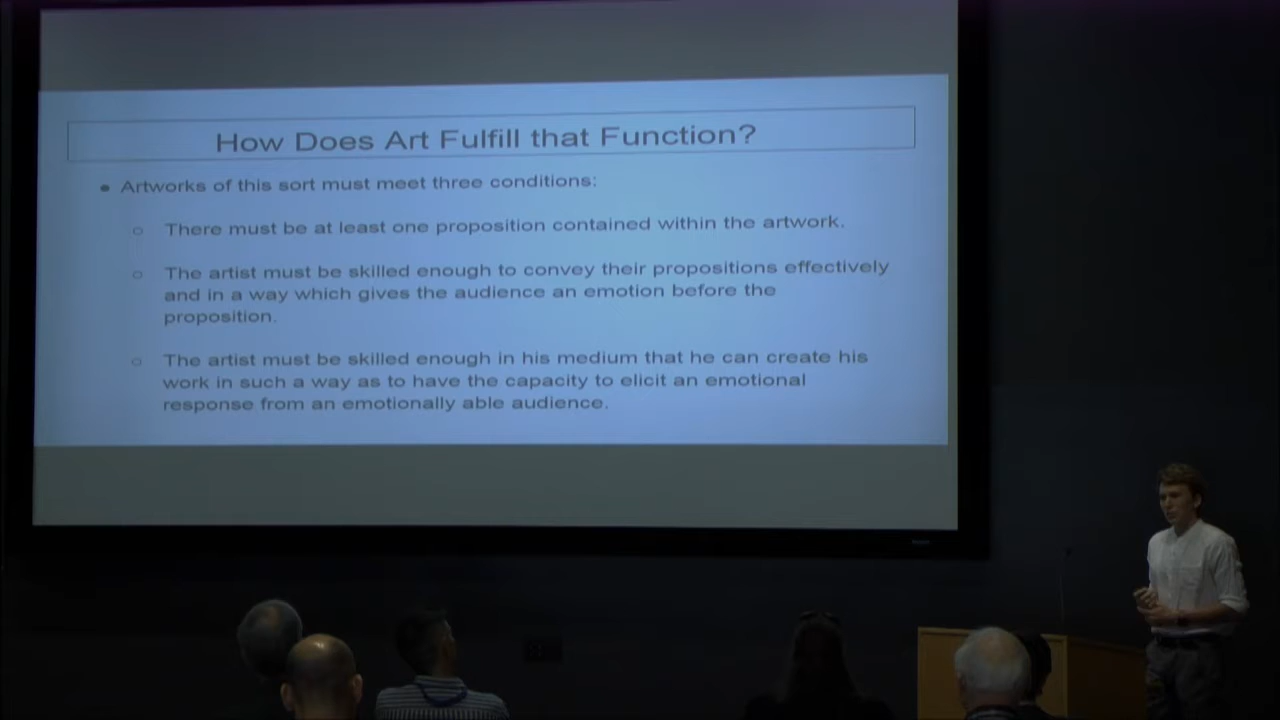 How Does Art Fulfill that Function?
● Artworks of this sort must meet three conditions:
○ There must be at least one proposition contained within the artwork.
○ The artist must be skilled enough to convey their propositions effectively
and in a way which gives the audience an emotion before the
proposition.
○ The artist must be skilled enough in his medium that he can create his
work in such a way as to have the capacity to elicit an emotional
response from an emotionally able audience.